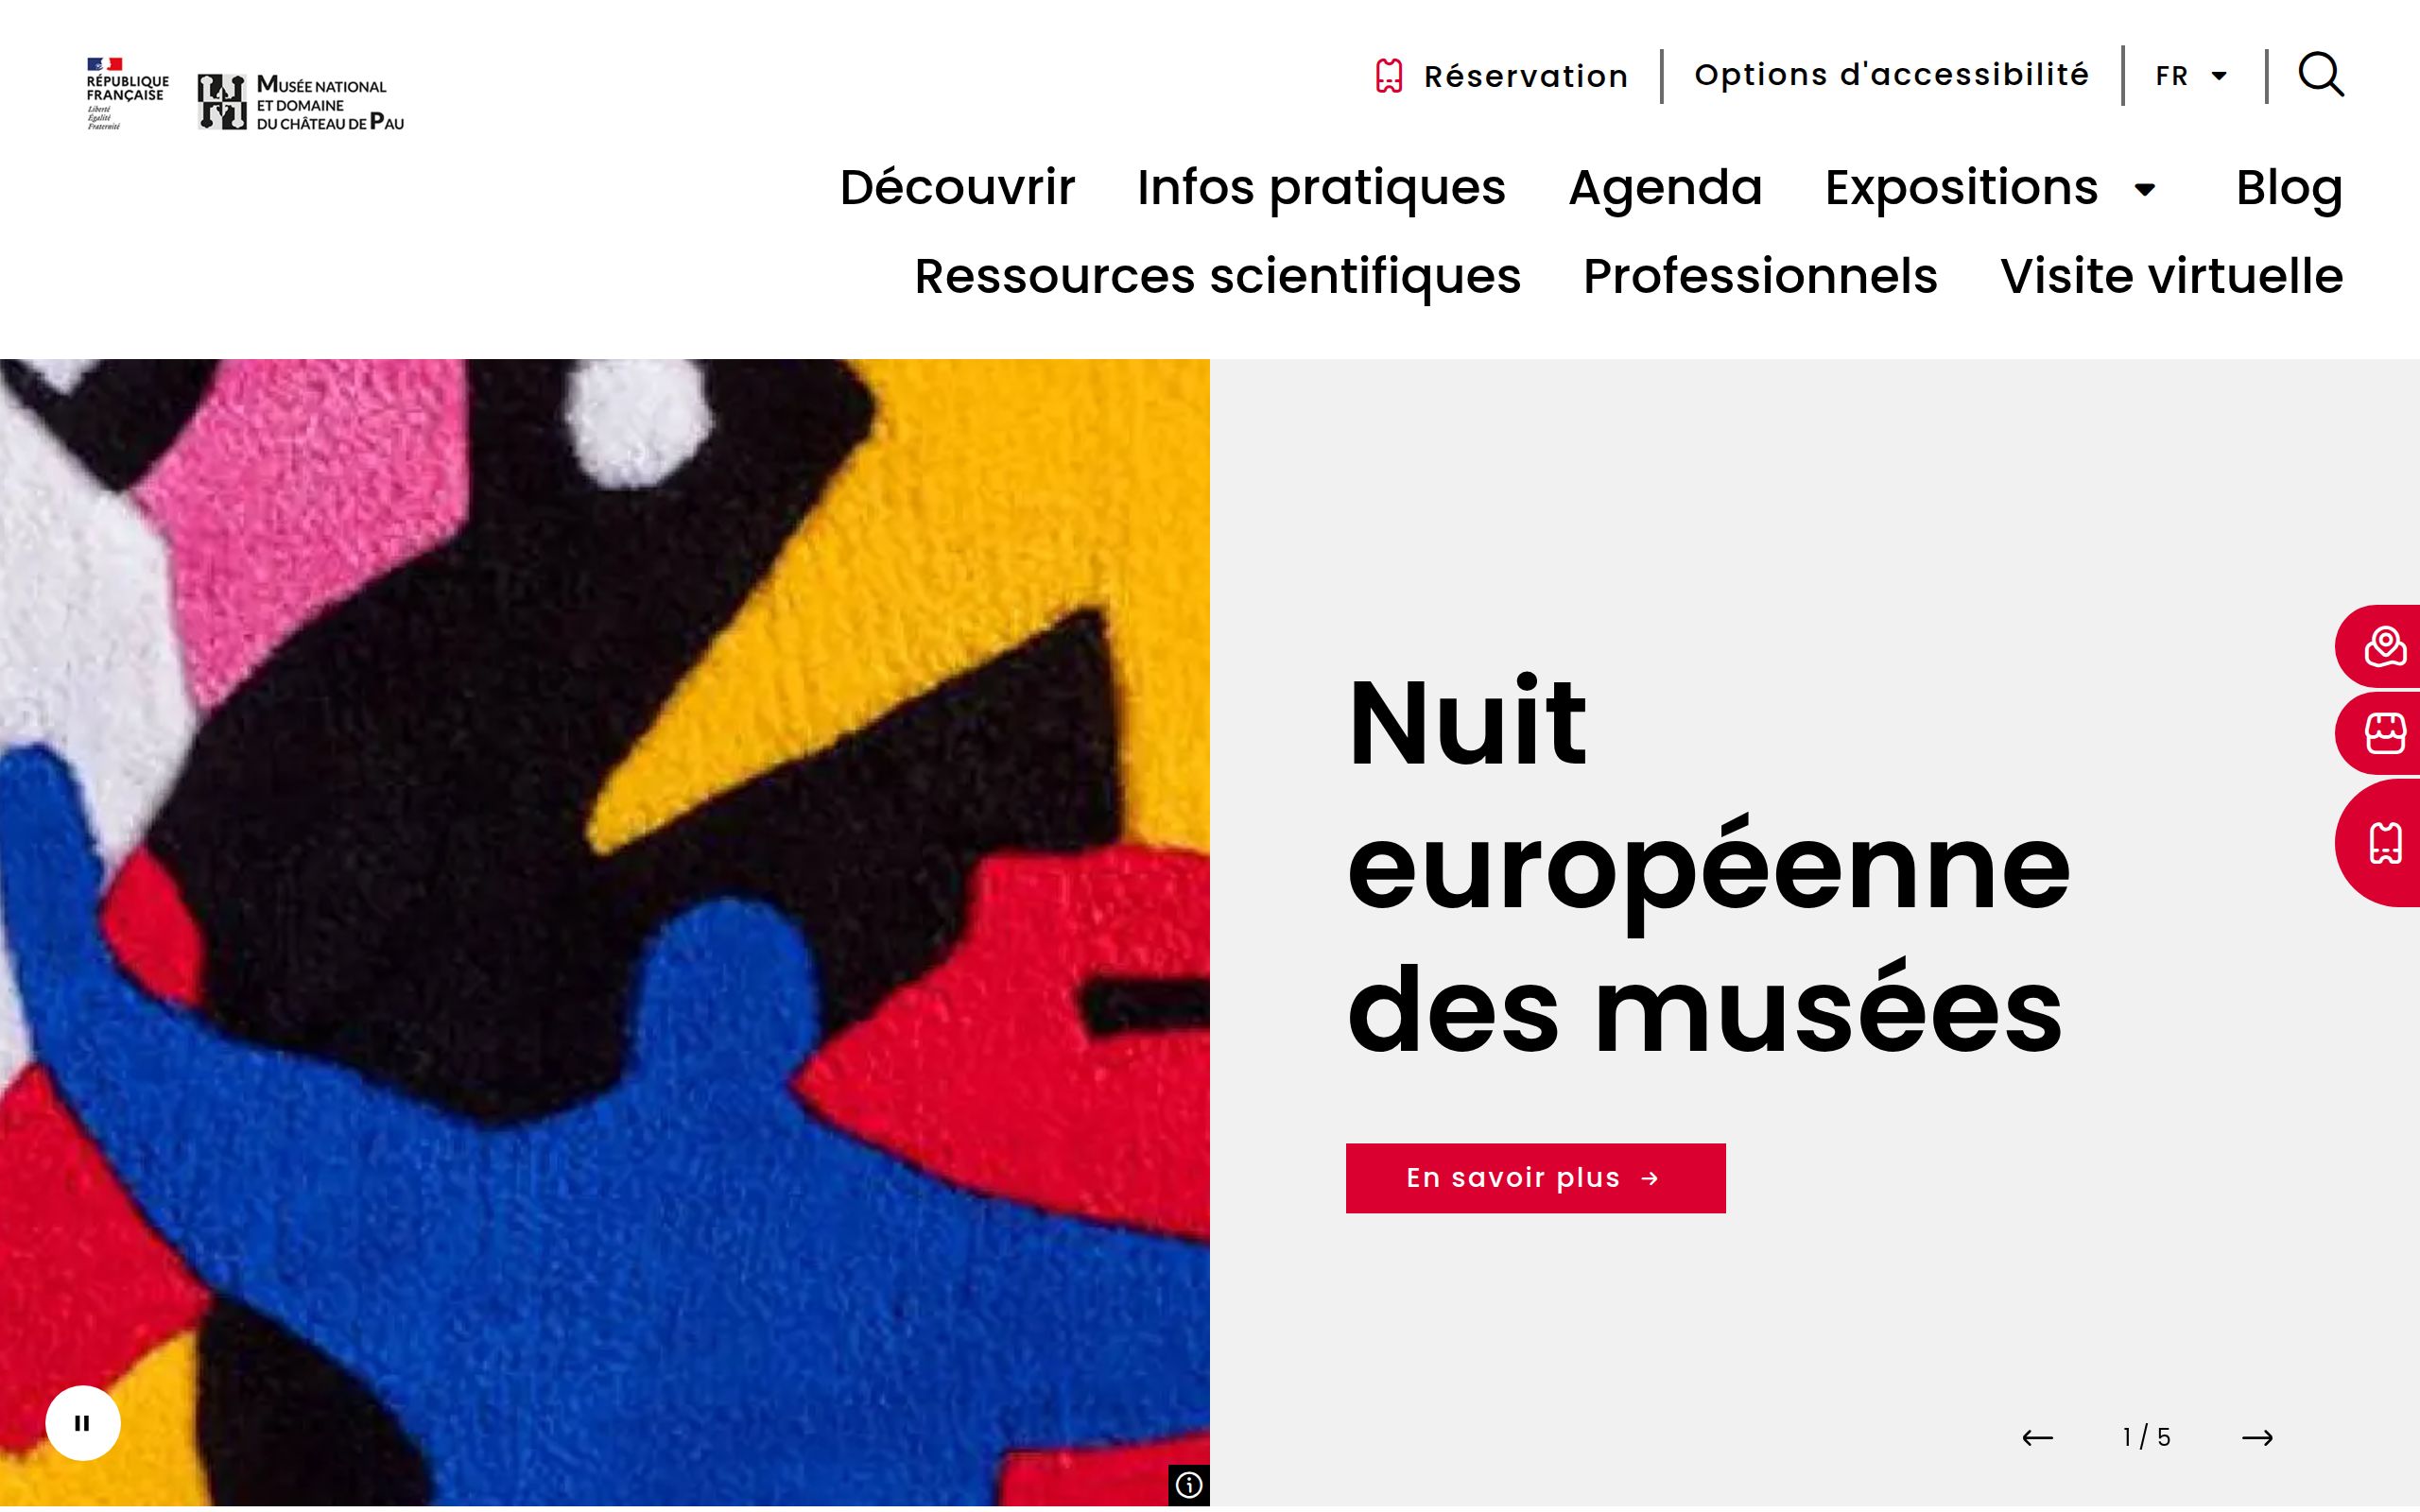 RÉPUBLIQUE
FRANÇAISE
Liberté
Égalité
Fraternité
MUSÉE NATIONAL
ET DOMAINE
DU CHÂTEAU DE PAU
Réservation
Options d'accessibilité
FR
Découvrir
Infos pratiques
Agenda
Expositions
Blog
Ressources scientifiques
Professionnels
Visite virtuelle
Nuit
européenne
des musées
En savoir plus →
1 / 5